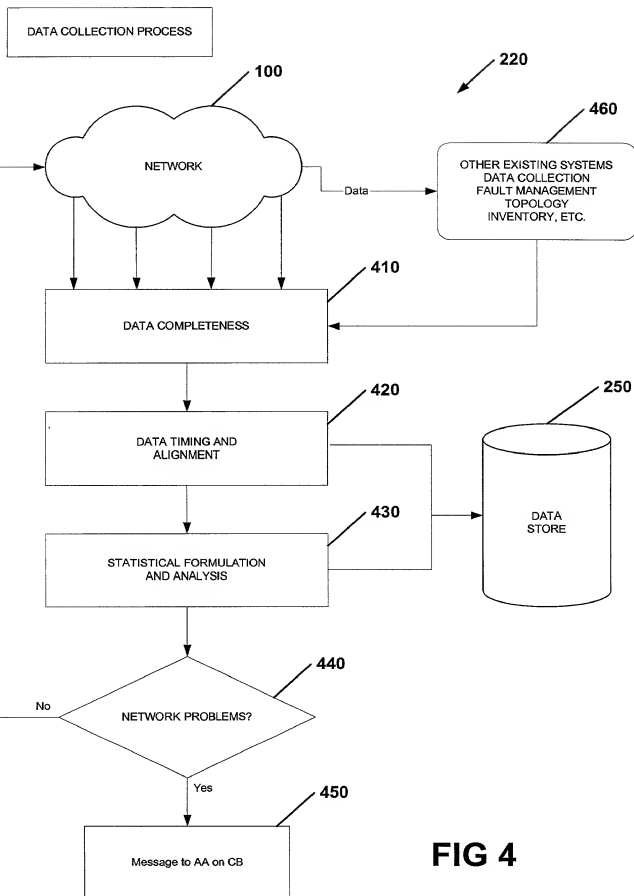 DATA COLLECTION PROCESS
220
100
460
NETWORK
Data
OTHER EXISTING SYSTEMS
DATA COLLECTION
FAULT MANAGEMENT
TOPOLOGY
INVENTORY, ETC.
410
DATA COMPLETENESS
420
DATA TIMING AND
ALIGNMENT
250
DATA
STORE
430
STATISTICAL FORMULATION
AND ANALYSIS
440
No
NETWORK PROBLEMS?
Yes
450
Message to AA on CB
FIG 4